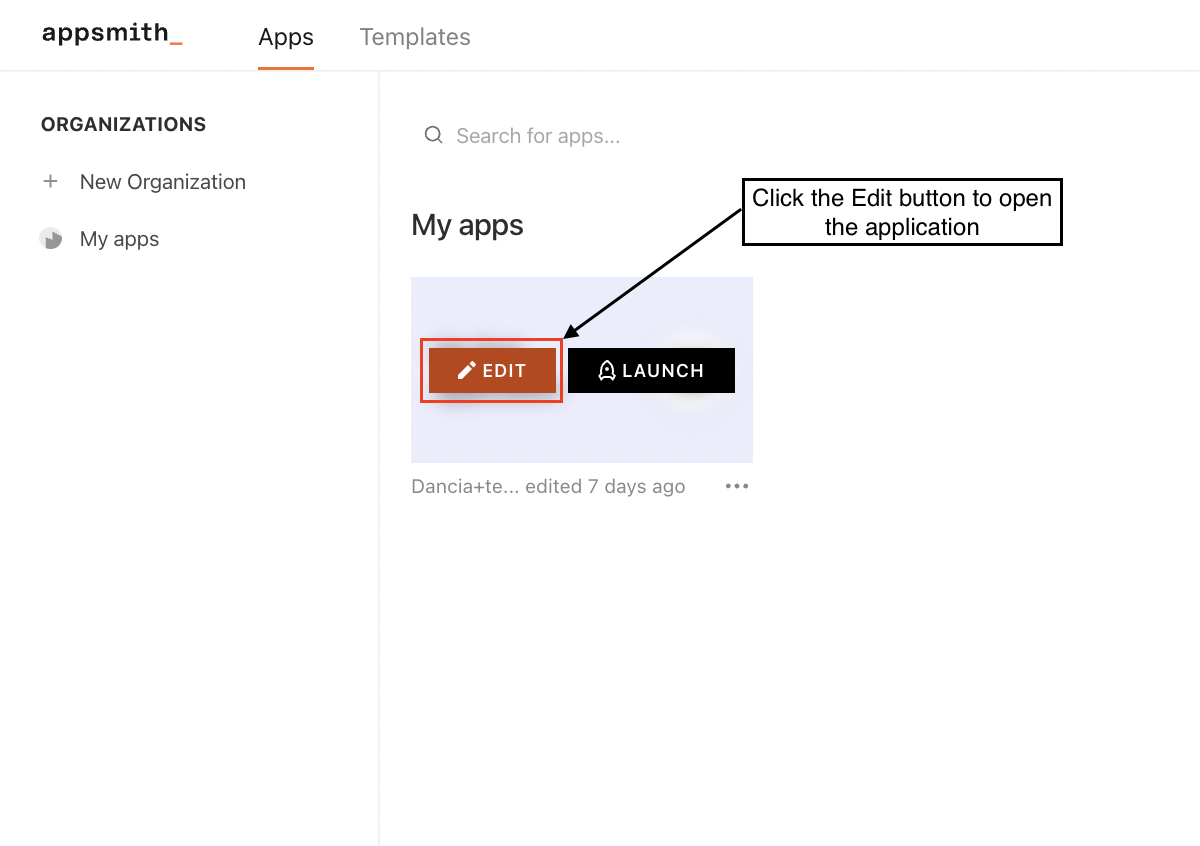 appsmith_
Apps
Templates
ORGANIZATIONS
+ New Organization
My apps
Search for apps...
My apps
Click the Edit button to open
the application
EDIT
LAUNCH
Dancia+te... edited 7 days ago